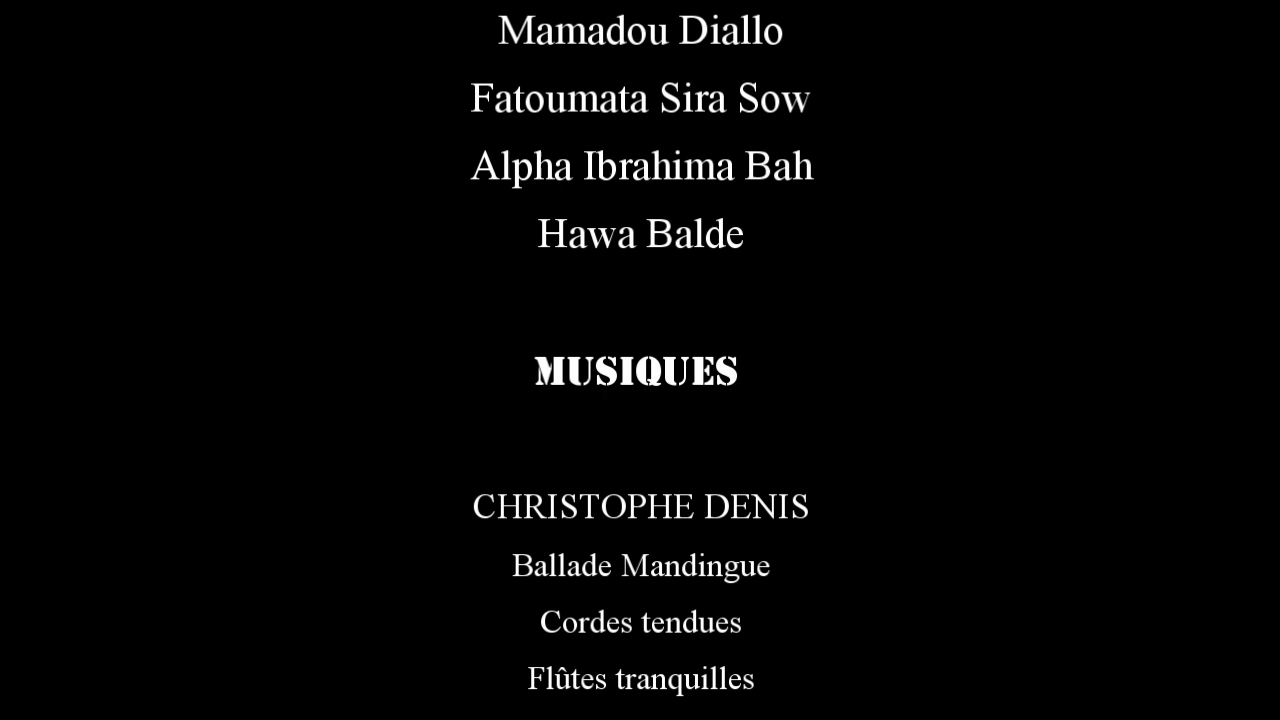 Mamadou Diallo
Fatoumata Sira Sow
Alpha Ibrahima Bah
Hawa Balde
MUSIQUES
CHRISTOPHE DENIS
Ballade Mandingue
Cordes tendues
Flûtes tranquilles